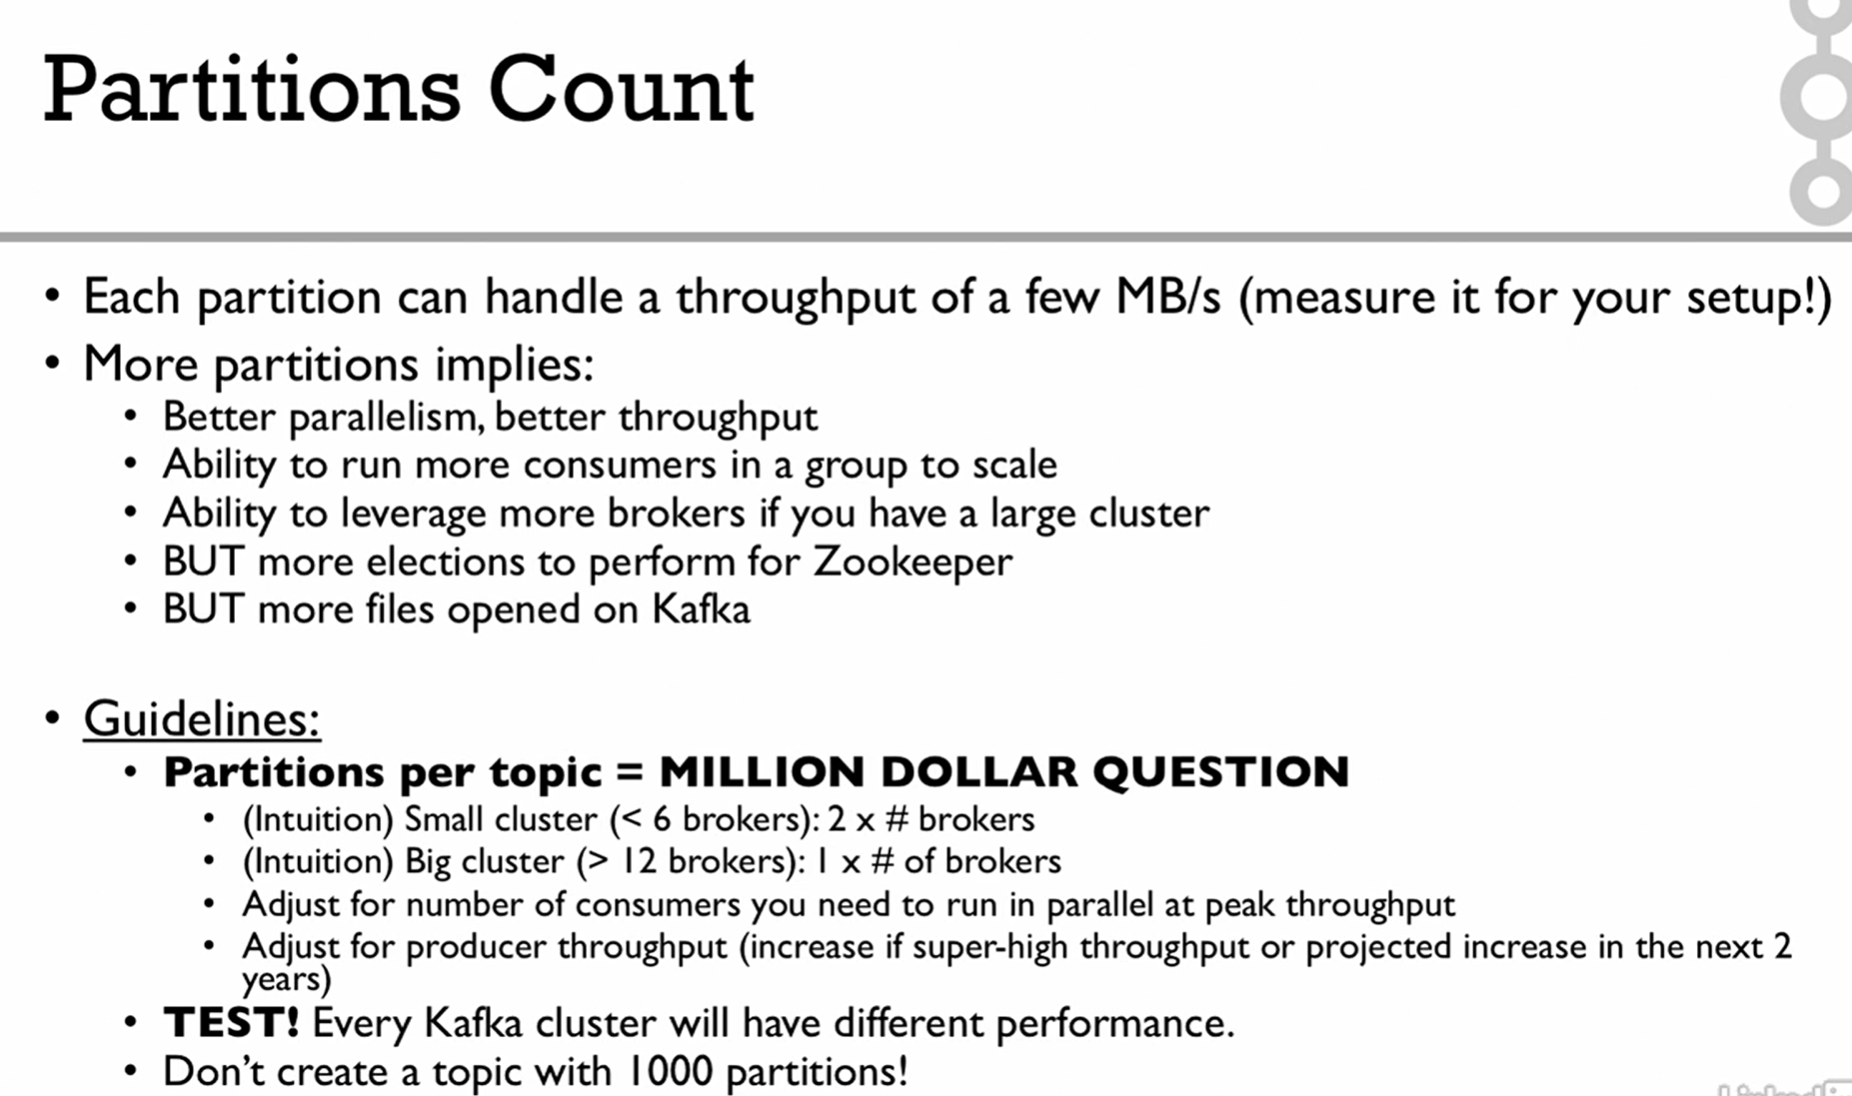 Partitions Count
• Each partition can handle a throughput of a few MB/s (measure it for your setup!)
• More partitions implies:
• Better parallelism, better throughput
• Ability to run more consumers in a group to scale
• Ability to leverage more brokers if you have a large cluster
• BUT more elections to perform for Zookeeper
• BUT more files opened on Kafka
• Guidelines:
• Partitions per topic = MILLION DOLLAR QUESTION
• (Intuition) Small cluster (< 6 brokers): 2 x # brokers
• (Intuition) Big cluster (> 12 brokers): 1 x # of brokers
• Adjust for number of consumers you need to run in parallel at peak throughput
• Adjust for producer throughput (increase if super-high throughput or projected increase in the next 2
years)
• TEST! Every Kafka cluster will have different performance.
• Don't create a topic with 1000 partitions!